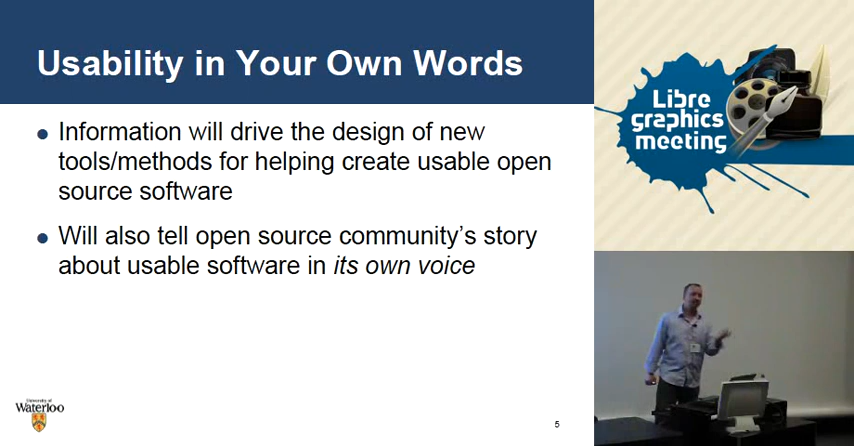 Usability in Your Own Words
Information will drive the design of new
tools/methods for helping create usable open
source software
Will also tell open source community's story
about usable software in its own voice
University of
Waterloo
5
Libre
graphics
meeting